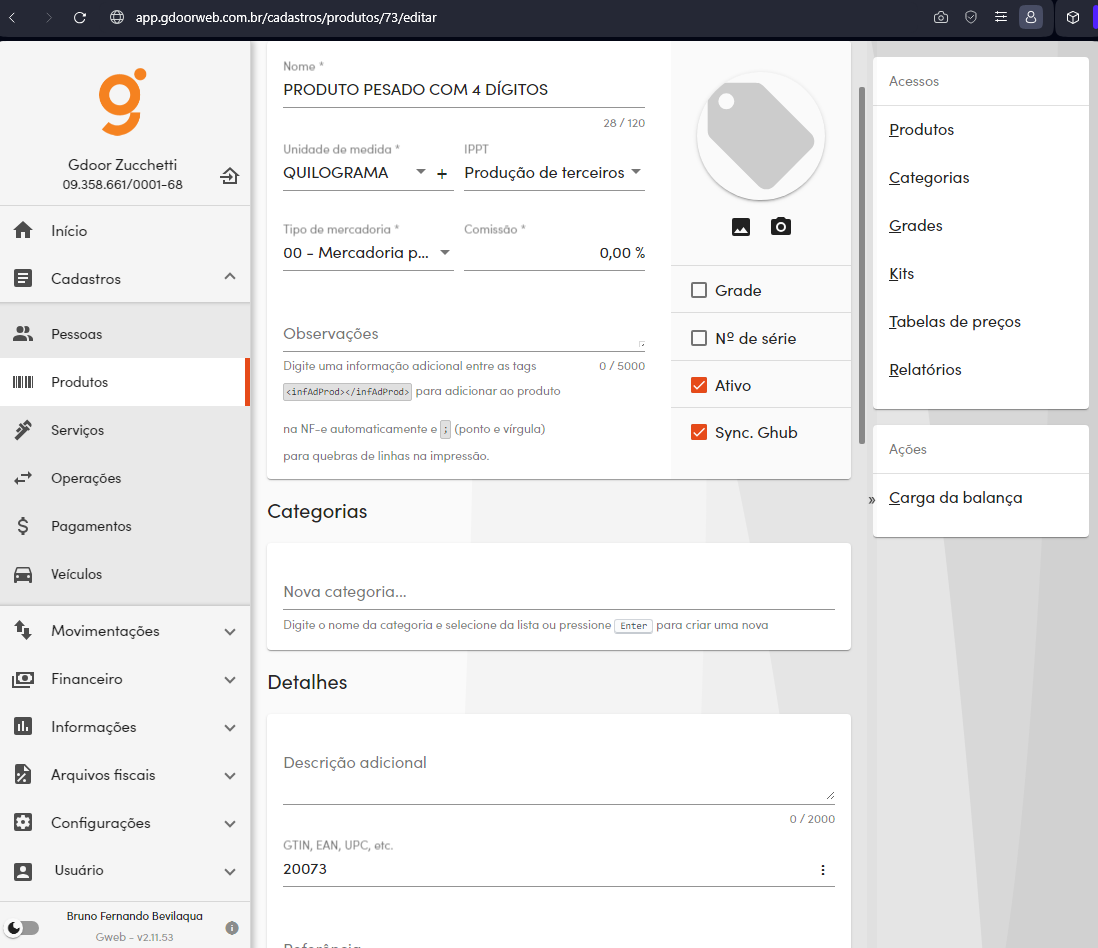 app.gdoorweb.com.br/cadastros/produtos/73/editar
Gdoor Zucchetti
09.358.661/0001-68
Início
Cadastros
Pessoas
Produtos
Serviços
Operações
Pagamentos
Veículos
Movimentações
Financeiro
Informações
Arquivos fiscais
Configurações
Usuário
Bruno Fernando Bevilaqua
Gweb - v2.11.53
Nome *
PRODUTO PESADO COM 4 DÍGITOS
28 / 120
Unidade de medida *
QUILOGRAMA
+
IPPT
Produção de terceiros
Tipo de mercadoria *
00 - Mercadoria p...
Comissão *
0,00 %
Observações
Digite uma informação adicional entre as tags
0 / 5000
<infAdProd></infAdProd> para adicionar ao produto
na NF-e automaticamente e ; (ponto e vírgula)
para quebras de linhas na impressão.
Grade
Nº de série
Ativo
Sync. Ghub
Categorias
Nova categoria...
Digite o nome da categoria e selecione da lista ou pressione Enter para criar uma nova
Detalhes
Descrição adicional
0 / 2000
GTIN, EAN, UPC, etc.
20073
Referência
Acessos
Produtos
Categorias
Grades
Kits
Tabelas de preços
Relatórios
Ações
»
Carga da balança